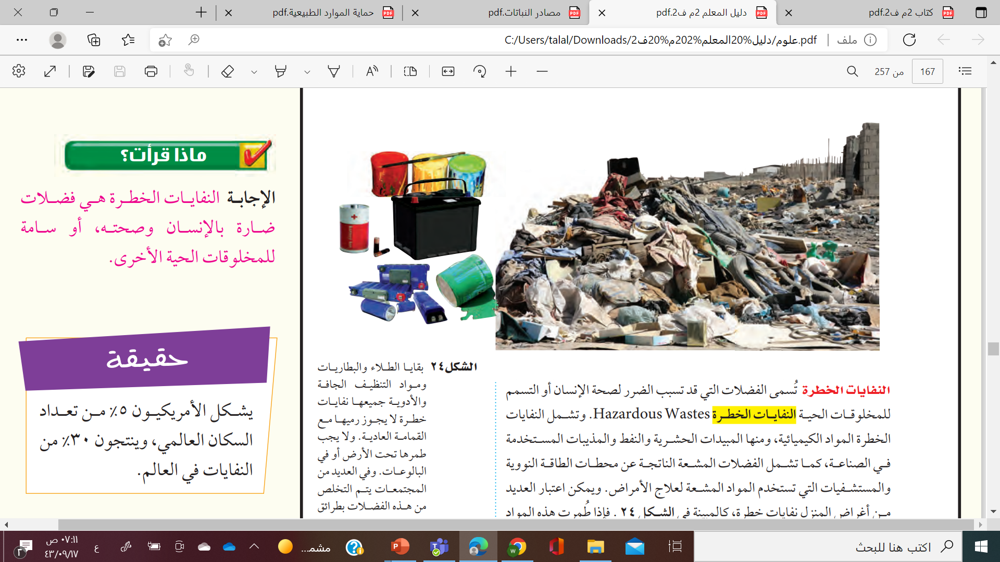 كتاب 2م ف2.pdf
دليل المعلم 2م ف2.pdf
مصادر النباتات.pdf
حماية الموارد الطبيعية.pdf
ملف
C:/Users/talal/Downloads/علوم/دليل%20المعلم%202م%20ف2.pdf
167
من 257
ماذا قرأت؟
الإجابة النفايات الخطرة هي فضلات
ضارة بالإنسان وصحته، أو سامة
للمخلوقات الحية الأخرى.
حقيقة
يشكل الأمريكيون ٥٪ من تعداد
السكان العالمي، وينتجون ٣٠٪ من
النفايات في العالم.
الشكل ٢٤ بقايا الطلاء والبطاريات
ومواد التنظيف الجافة
والأدوية جميعها نفايات
خطرة لا يجوز رميها مع
القمامة العادية. ولا يجب
طمرها تحت الأرض أو في
البالوعات. وفي العديد من
المجتمعات يتم التخلص
من هذه الفضلات بطرائق
النفايات الخطرة تُسمى الفضلات التي قد تسبب الضرر لصحة الإنسان أو التسمم
للمخلوقات الحية النفايات الخطرة Hazardous Wastes. وتشمل النفايات
الخطرة المواد الكيميائية، ومنها المبيدات الحشرية والنفط والمذيبات المستخدمة
في الصناعة، كما تشمل الفضلات المشعة الناتجة عن محطات الطاقة النووية
والمستشفيات التي تستخدم المواد المشعة لعلاج الأمراض. ويمكن اعتبار العديد
من أغراض المنزل نفايات خطرة، كالمبينة في الشكل ٢٤ . فإذا طُمرت هذه المواد
اكتب هنا للبحث
مشم...
ع
٠٧:١١ ص
٤٣/٠٩/١٧
٣